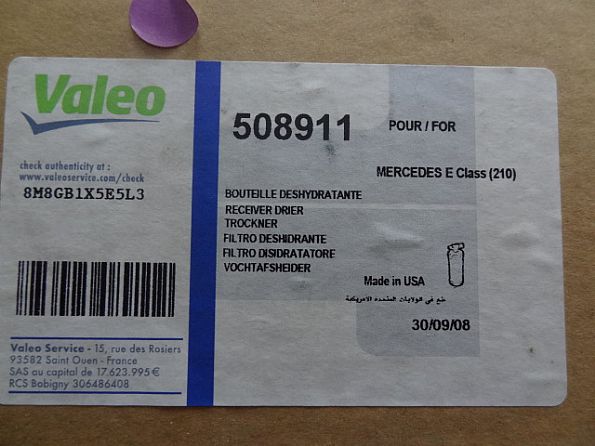 Valeo
check authenticity at :
www.valeoservice.com/check
8M8GB1X5E5L3
Valeo Service - 15, rue des Rosiers
93582 Saint Ouen - France
SAS au capital de 17.623.995 €
RCS Bobigny 306486408
508911
POUR / FOR
MERCEDES E Class (210)
BOUTEILLE DESHYDRATANTE
RECEIVER DRIER
TROCKNER
FILTRO DESHIDRANTE
FILTRO DISIDRATATORE
VOCHTAFSHEIDER
Made in USA
صنع في الولايات المتحدة الامريكية
30/09/08